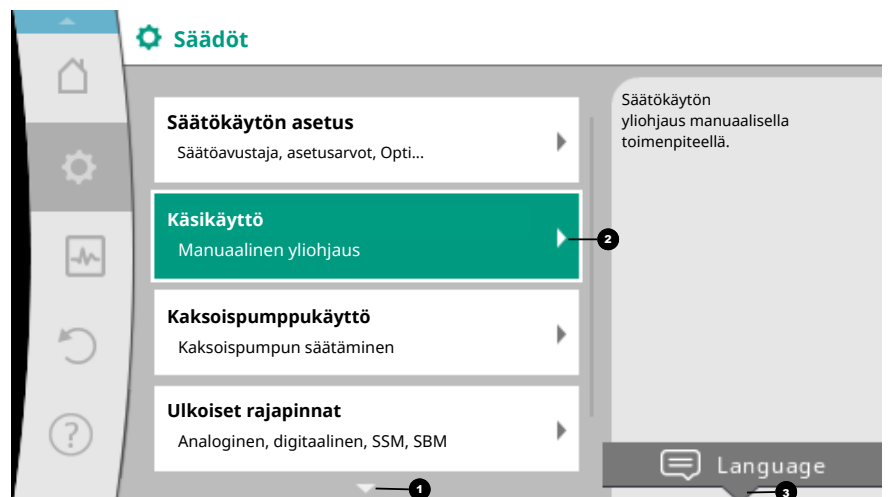 Säädöt
Säätökäytön asetus
Säätöavustaja, asetusarvot, Opti...
Käsikäyttö
Manuaalinen yliohjaus
2
Kaksoispumppukäyttö
Kaksoispumpun säätäminen
Ulkoiset rajapinnat
Analoginen, digitaalinen, SSM, SBM
1
Säätökäytön
yliohjaus manuaalisella
toimenpiteellä.
?
Language
3